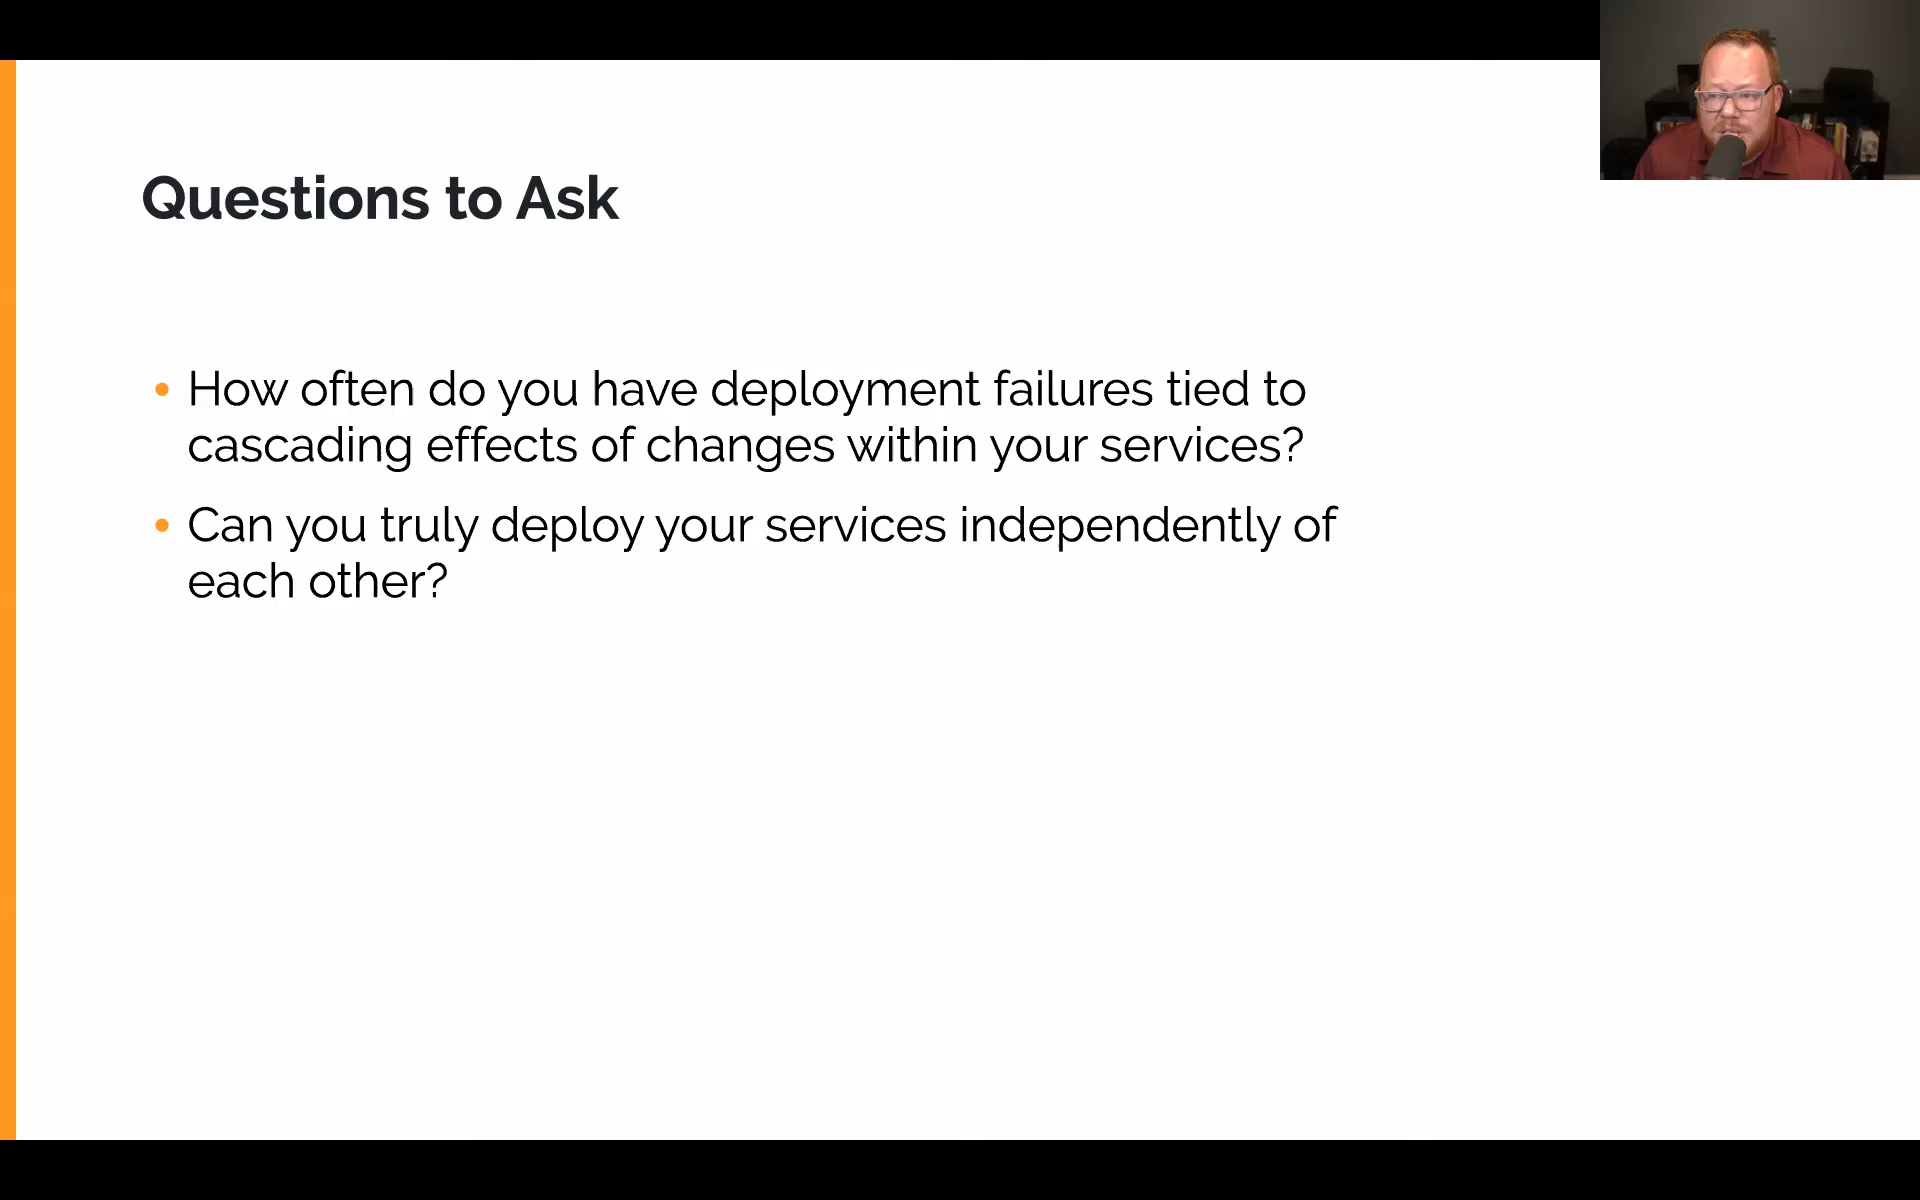 Questions to Ask
• How often do you have deployment failures tied to
cascading effects of changes within your services?
• Can you truly deploy your services independently of
each other?